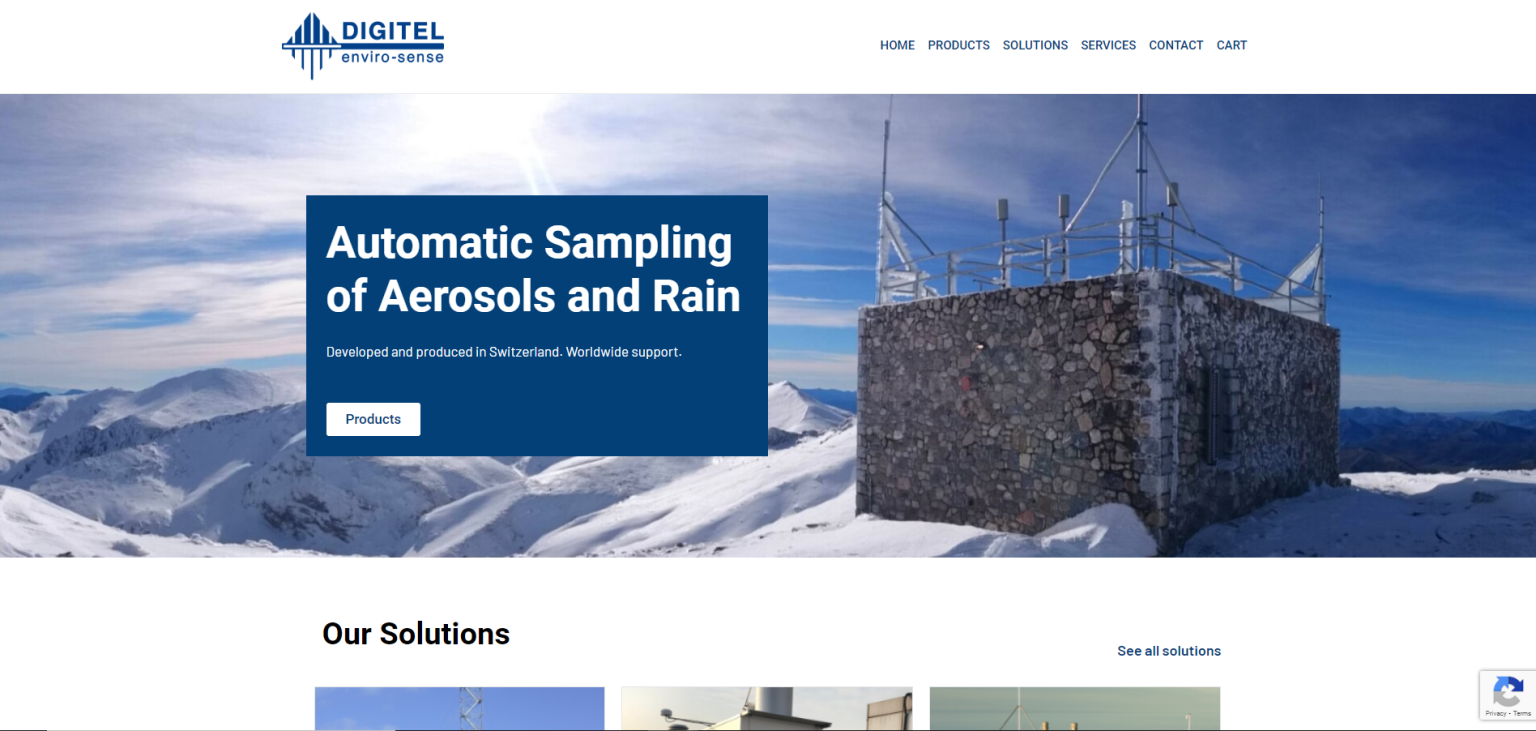 DIGITEL
enviro-sense
HOME PRODUCTS SOLUTIONS SERVICES CONTACT CART
Automatic Sampling
of Aerosols and Rain
Developed and produced in Switzerland. Worldwide support.
Products
Our Solutions
See all solutions
Privacy - Terms